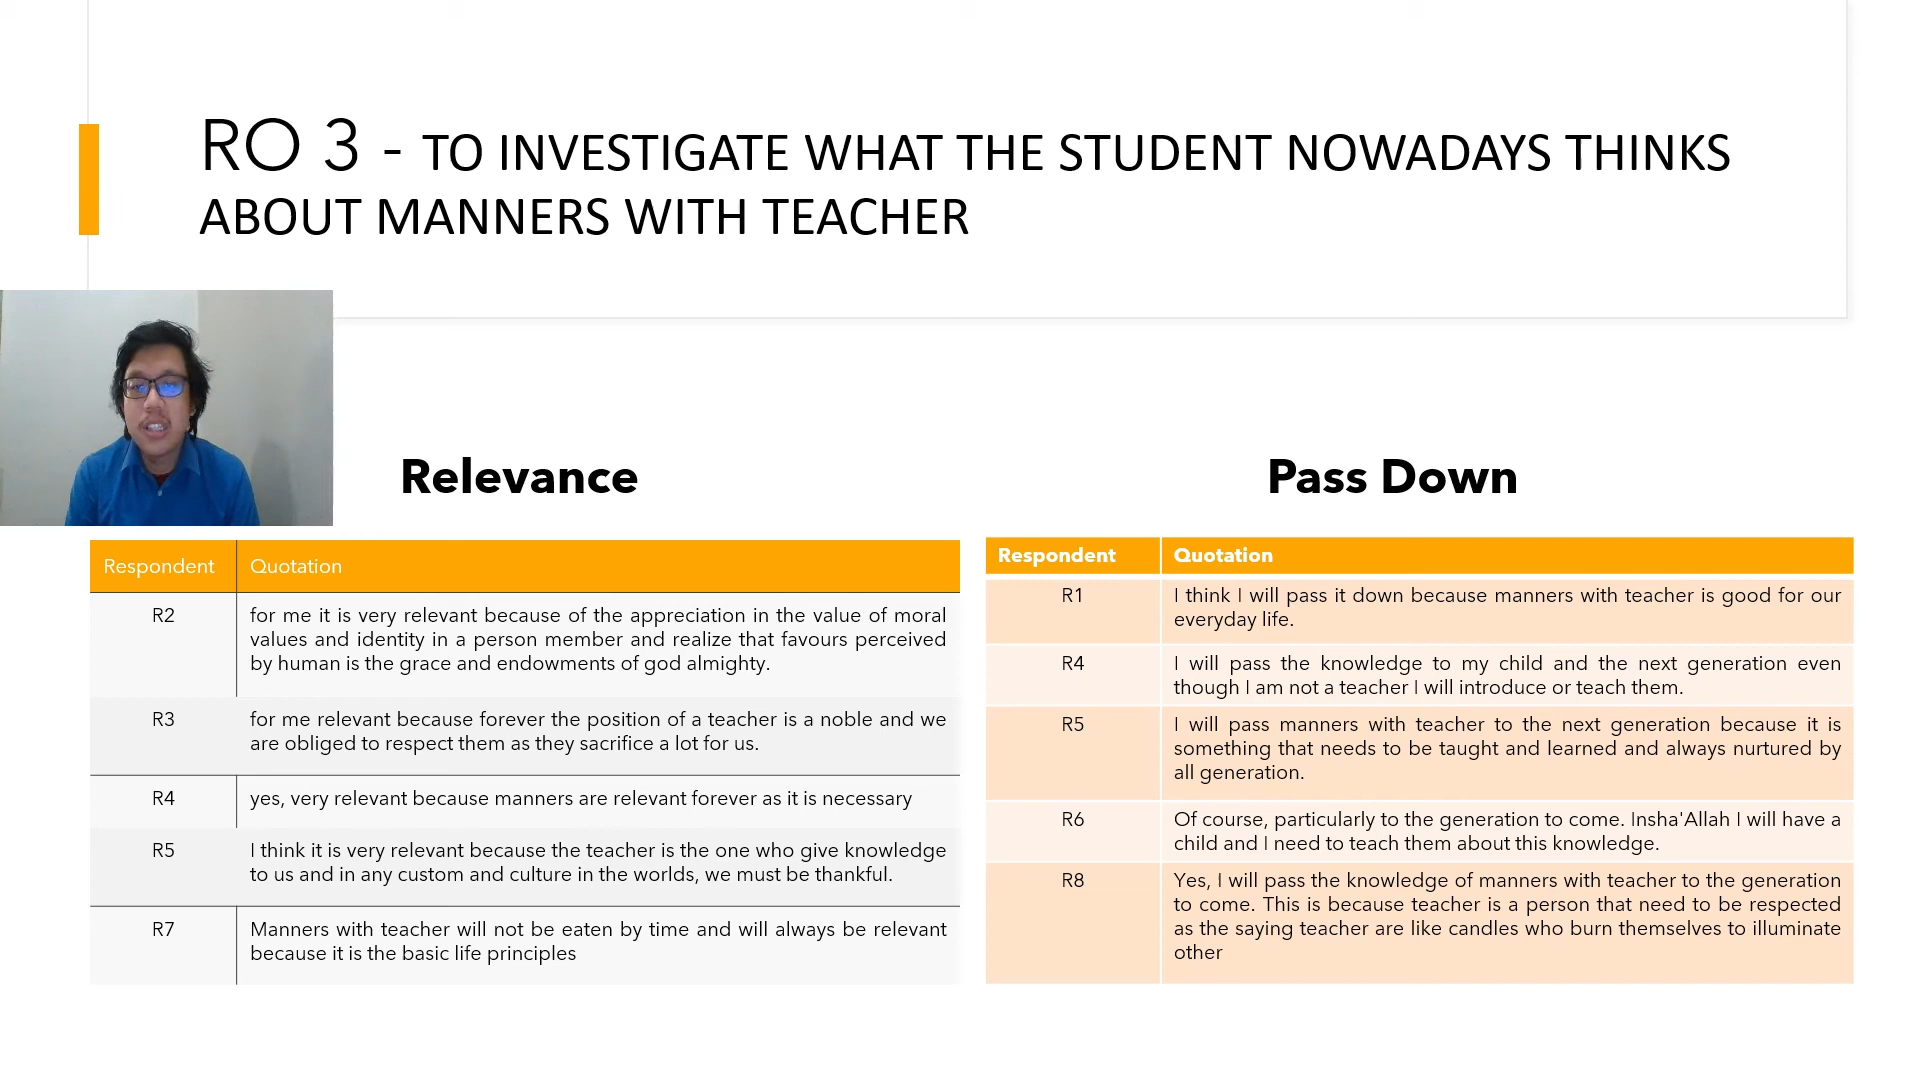 RO 3 - TO INVESTIGATE WHAT THE STUDENT NOWADAYS THINKS
ABOUT MANNERS WITH TEACHER
Relevance
Respondent Quotation
R2 for me it is very relevant because of the appreciation in the value of moral
values and identity in a person member and realize that favours perceived
by human is the grace and endowments of god almighty.
R3 for me relevant because forever the position of a teacher is a noble and we
are obliged to respect them as they sacrifice a lot for us.
R4 yes, very relevant because manners are relevant forever as it is necessary
R5 I think it is very relevant because the teacher is the one who give knowledge
to us and in any custom and culture in the worlds, we must be thankful.
R7 Manners with teacher will not be eaten by time and will always be relevant
because it is the basic life principles
Pass Down
Respondent Quotation
R1 I think I will pass it down because manners with teacher is good for our
everyday life.
R4 I will pass the knowledge to my child and the next generation even
though I am not a teacher I will introduce or teach them.
R5 I will pass manners with teacher to the next generation because it is
something that needs to be taught and learned and always nurtured by
all generation.
R6 Of course, particularly to the generation to come. Insha'Allah I will have a
child and I need to teach them about this knowledge.
R8 Yes, I will pass the knowledge of manners with teacher to the generation
to come. This is because teacher is a person that need to be respected
as the saying teacher are like candles who burn themselves to illuminate
other